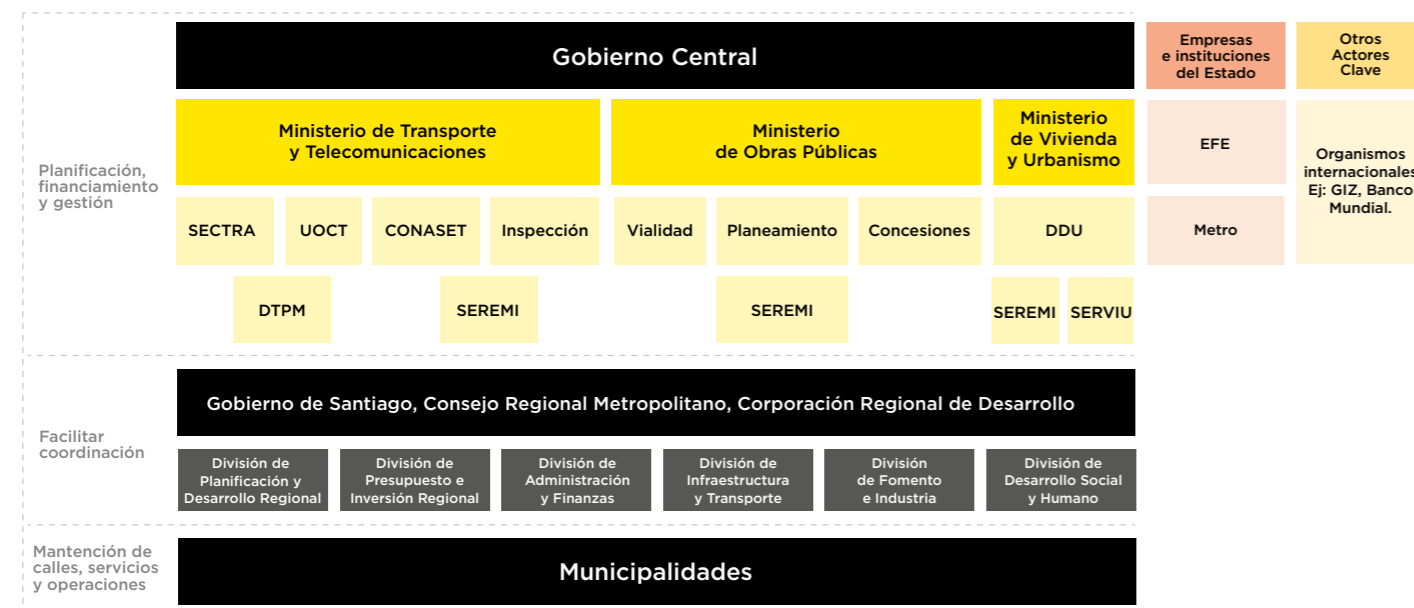 Gobierno Central
Empresas
e instituciones
del Estado
Otros
Actores
Clave
Planificación,
financiamiento
y gestión
Ministerio de Transporte
y Telecomunicaciones
Ministerio
de Obras Públicas
Ministerio
de Vivienda
y Urbanismo
EFE
Organismos
internacionales
Ej: GIZ, Banco
Mundial.
SECTRA
UOCT
CONASET
Inspección
Vialidad
Planeamiento
Concesiones
DDU
Metro
DTPM
SEREMI
SEREMI
SEREMI
SERVIU
Facilitar
coordinación
Gobierno de Santiago, Consejo Regional Metropolitano, Corporación Regional de Desarrollo
División de
Planificación y
Desarrollo Regional
División de
Presupuesto e
Inversión Regional
División de
Administración
y Finanzas
División de
Infraestructura
y Transporte
División
de Fomento
e Industria
División de
Desarrollo Social
y Humano
Mantención de
calles, servicios
y operaciones
Municipalidades